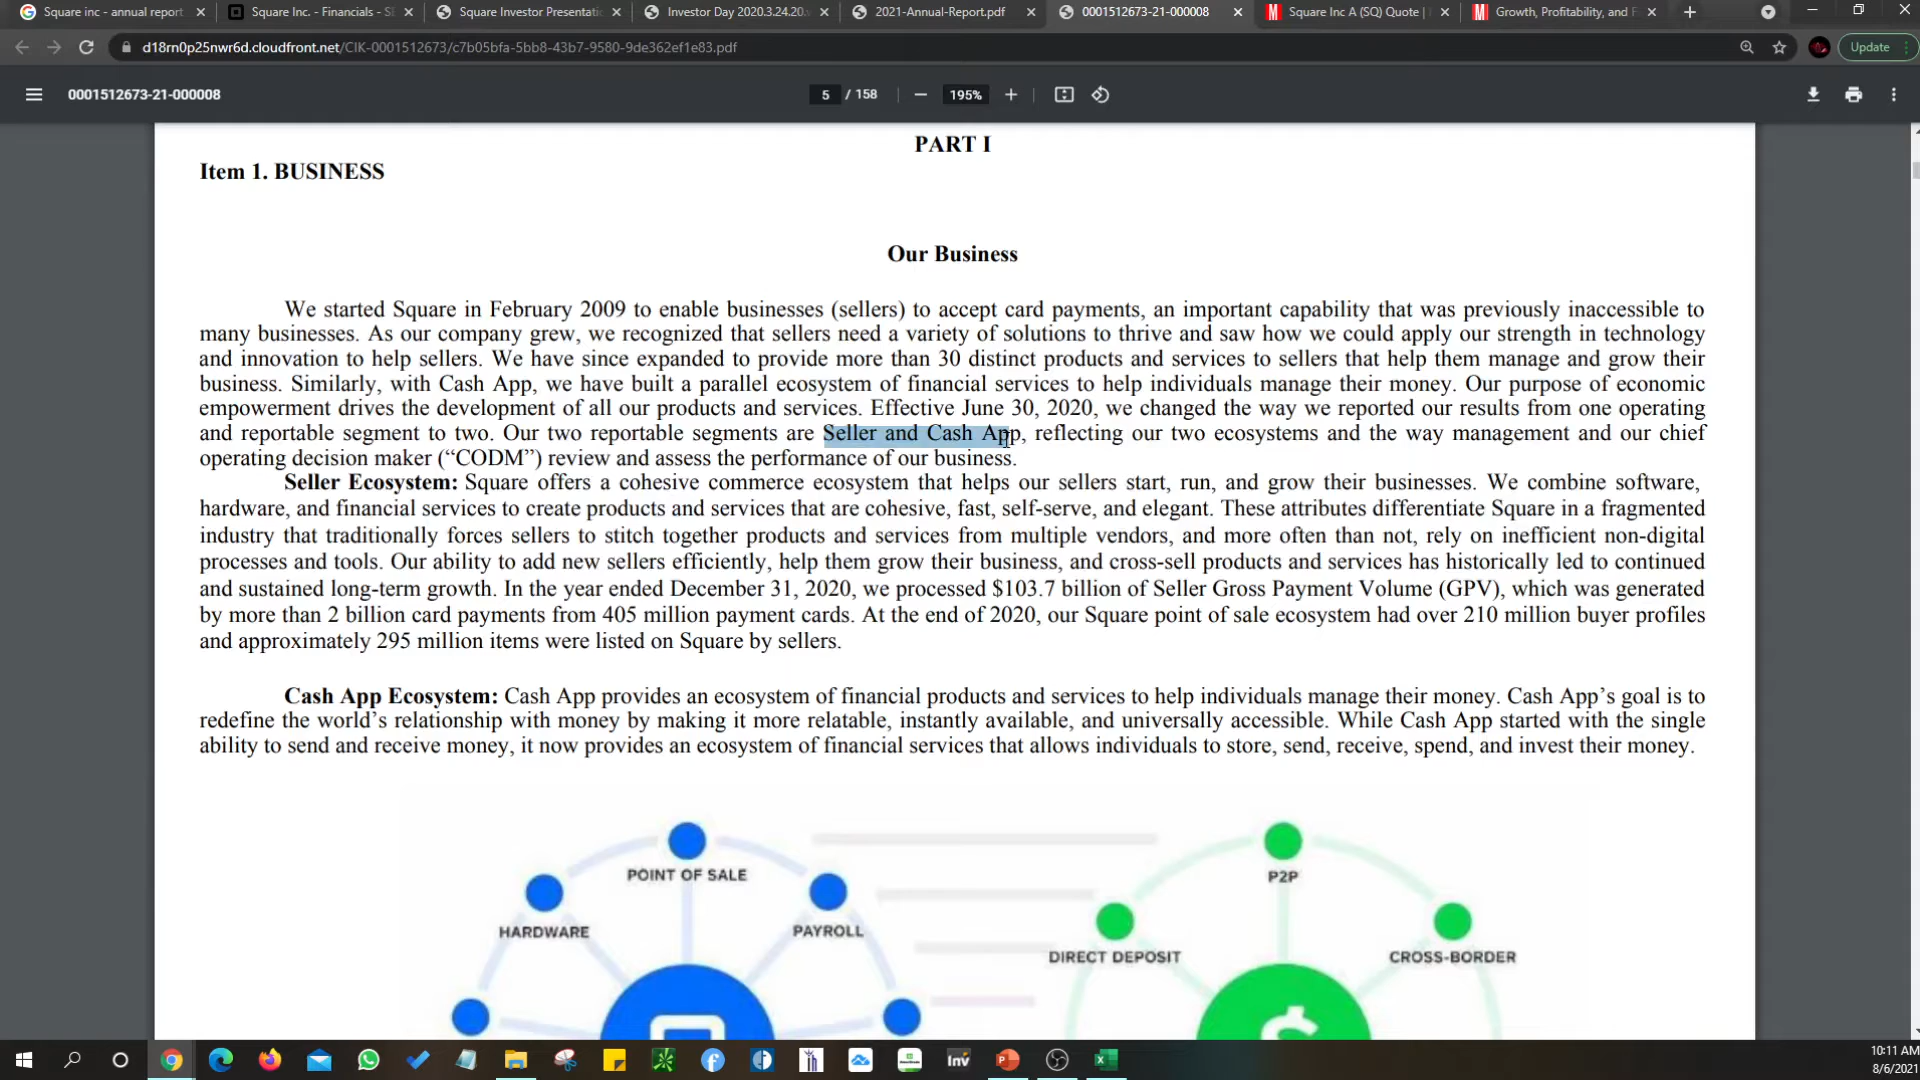 Square inc - annual report
Square Inc. - Financials - SE
Square Investor Presentatio
Investor Day 2020.3.24.20.v
2021-Annual-Report.pdf
0001512673-21-000008
Square Inc A (SQ) Quote |
Growth, Profitability, and F
d18rn0p25nwr6d.cloudfront.net/CIK-0001512673/c7b05bfa-5bb8-43b7-9580-9de362ef1e83.pdf
Update
0001512673-21-000008
5 / 158
195%
PART I
Item 1. BUSINESS
Our Business
We started Square in February 2009 to enable businesses (sellers) to accept card payments, an important capability that was previously inaccessible to
many businesses. As our company grew, we recognized that sellers need a variety of solutions to thrive and saw how we could apply our strength in technology
and innovation to help sellers. We have since expanded to provide more than 30 distinct products and services to sellers that help them manage and grow their
business. Similarly, with Cash App, we have built a parallel ecosystem of financial services to help individuals manage their money. Our purpose of economic
empowerment drives the development of all our products and services. Effective June 30, 2020, we changed the way we reported our results from one operating
and reportable segment to two. Our two reportable segments are Seller and Cash App, reflecting our two ecosystems and the way management and our chief
operating decision maker (“CODM”) review and assess the performance of our business.
Seller Ecosystem: Square offers a cohesive commerce ecosystem that helps our sellers start, run, and grow their businesses. We combine software,
hardware, and financial services to create products and services that are cohesive, fast, self-serve, and elegant. These attributes differentiate Square in a fragmented
industry that traditionally forces sellers to stitch together products and services from multiple vendors, and more often than not, rely on inefficient non-digital
processes and tools. Our ability to add new sellers efficiently, help them grow their business, and cross-sell products and services has historically led to continued
and sustained long-term growth. In the year ended December 31, 2020, we processed $103.7 billion of Seller Gross Payment Volume (GPV), which was generated
by more than 2 billion card payments from 405 million payment cards. At the end of 2020, our Square point of sale ecosystem had over 210 million buyer profiles
and approximately 295 million items were listed on Square by sellers.
Cash App Ecosystem: Cash App provides an ecosystem of financial products and services to help individuals manage their money. Cash App’s goal is to
redefine the world’s relationship with money by making it more relatable, instantly available, and universally accessible. While Cash App started with the single
ability to send and receive money, it now provides an ecosystem of financial services that allows individuals to store, send, receive, spend, and invest their money.
POINT OF SALE
HARDWARE
PAYROLL
P2P
DIRECT DEPOSIT
CROSS-BORDER
Inv
10:11 AM
8/6/2021